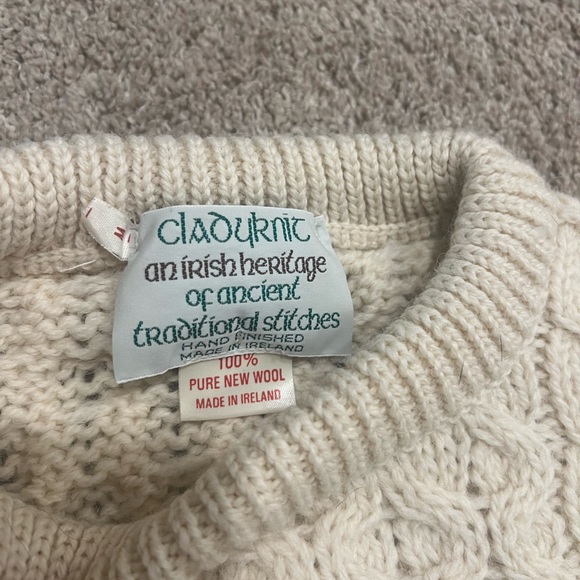 cladyknit
an irish heritage
of ancient
traditional stitches
HAND FINISHED
MADE IN IRELAND
100%
PURE NEW WOOL
MADE IN IRELAND